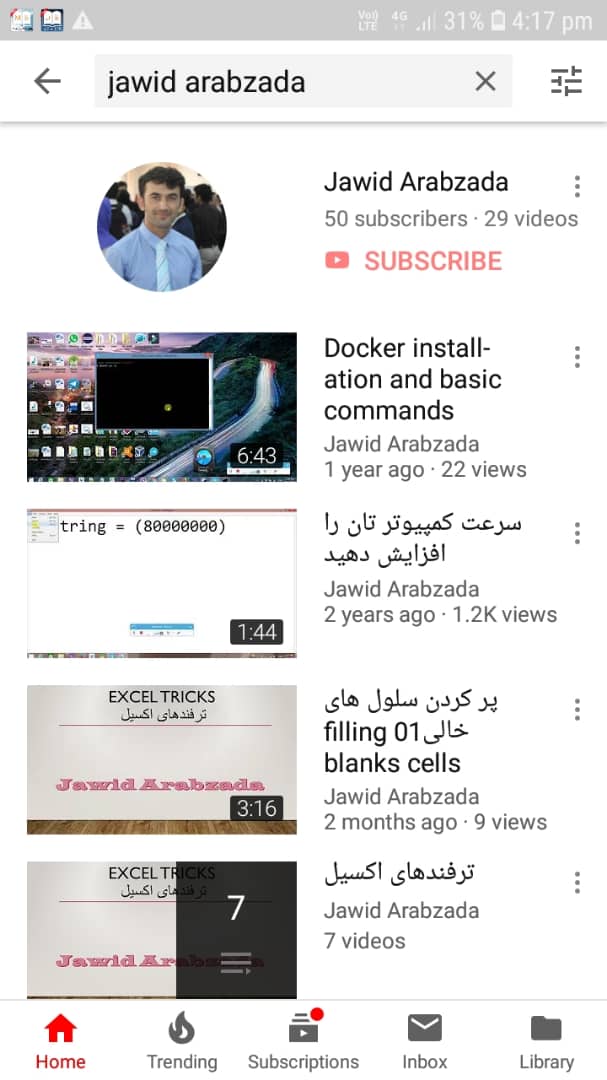 Vo))
LTE
4G
31%
4:17 pm
jawid arabzada
Jawid Arabzada
50 subscribers · 29 videos
SUBSCRIBE
6:43
Docker install-
ation and basic
commands
Jawid Arabzada
1 year ago · 22 views
tring = (80000000)
1:44
سرعت کمپیوتر تان را
افزایش دهید
Jawid Arabzada
2 years ago · 1.2K views
EXCEL TRICKS
ترفندهای اکسیل
Jawid Arabzada
3:16
پر کردن سلول های
خالی01 filling
blanks cells
Jawid Arabzada
2 months ago · 9 views
EXCEL TRICKS
ترفندهای اکسیل
Jawid Arabzada
7
ترفندهای اکسیل
Jawid Arabzada
7 videos
Home
Trending
Subscriptions
Inbox
Library